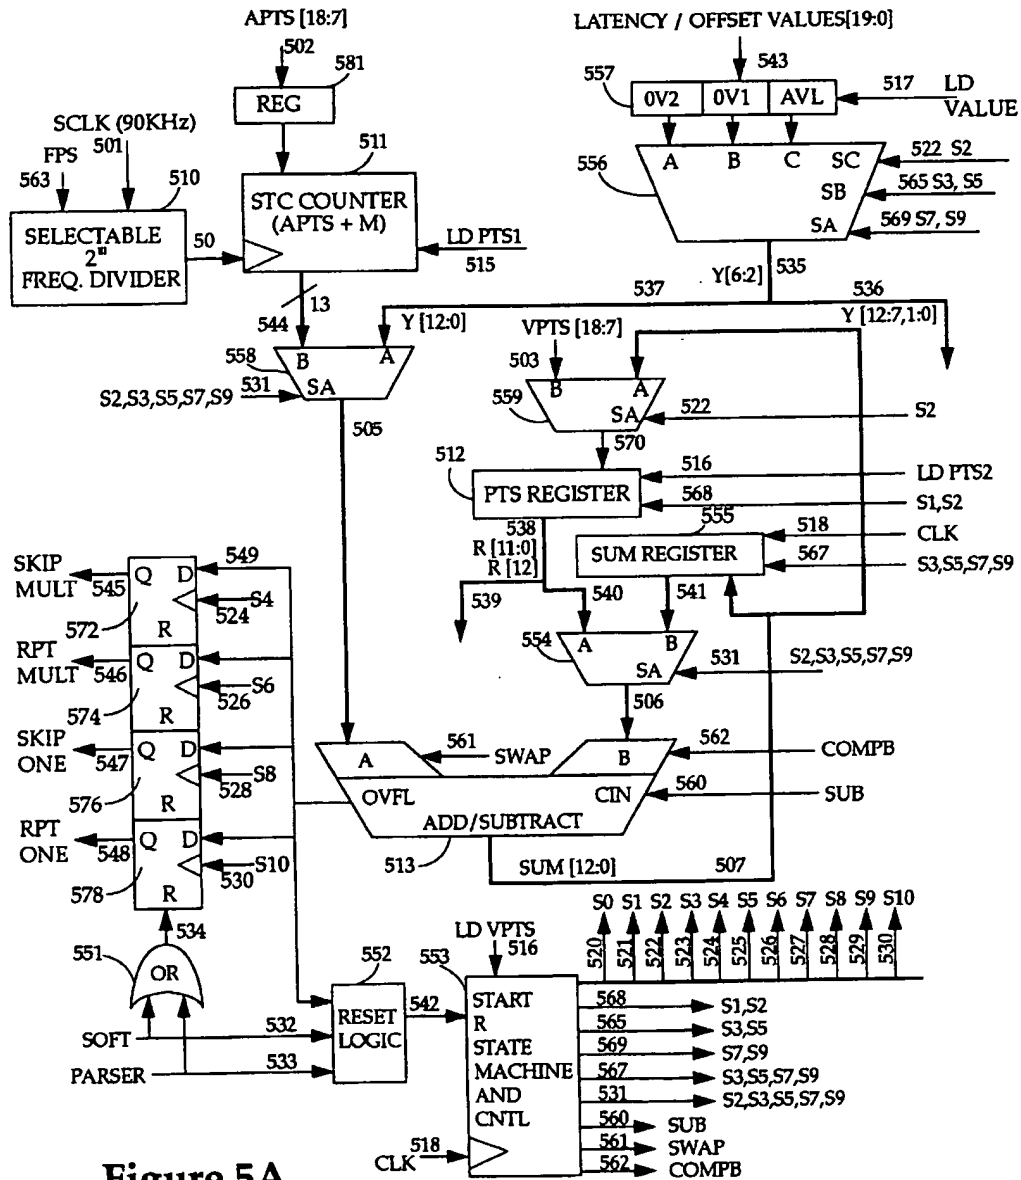 APTS [18:7]
502
581
REG
LATENCY / OFFSET VALUES[19:0]
543
557
0V2 0V1 AVL
517 LD
VALUE
SCLK (90KHz)
501
FPS
563
510
SELECTABLE
2
FREQ. DIVIDER
50
511
STC COUNTER
(APTS + M)
LD PTS1
515
A B C SC
SB
SA
556
522 S2
565 S3, S5
569 S7, S9
Y[6:2] 535
537
536
13
544
Y [12:0]
Y [12:7,1:0]
VPTS [18:7]
503
558
B A
SA
S2,S3,S5,S7,S9 531
505
B A
SA
559
522
S2
570
512
PTS REGISTER
516
LD PTS2
568
S1,S2
538
R [11:0]
R [12]
539
540
555
SUM REGISTER
518
CLK
567
S3,S5,S7,S9
541
554
A B
SA
531
S2,S3,S5,S7,S9
506
SKIP
MULT
545
Q D
549
S4
524
572
R
RPT
MULT
546
Q D
S6
526
574
R
SKIP
ONE
547
Q D
S8
528
576
R
RPT
ONE
548
Q D
S10
530
578
R
A
561
SWAP
B
562
COMPB
OVFL
CIN
560
SUB
ADD/SUBTRACT
513
SUM [12:0]
507
534
551
OR
SOFT
532
PARSER
533
552
RESET
LOGIC
542
LD VPTS
516
553
START
R
STATE
MACHINE
AND
CNTL
CLK
518
S0 S1 S2 S3 S4 S5 S6 S7 S8 S9 S10
520 521 522 523 524 525 526 527 528 529 530
568 S1,S2
565 S3,S5
569 S7,S9
567 S3,S5,S7,S9
531 S2,S3,S5,S7,S9
560 SUB
561 SWAP
562 COMPB
Figure 5A